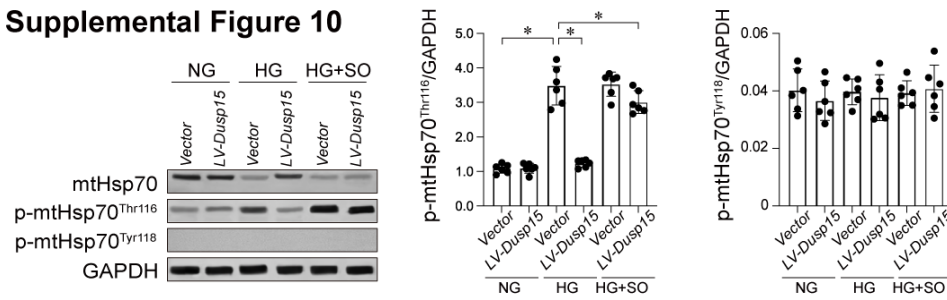 Supplemental Figure 10
NG HG HG+SO
Vector LV-Dusp15 Vector LV-Dusp15 Vector LV-Dusp15
mtHsp70
p-mtHsp70Thr116
p-mtHsp70Tyr118
GAPDH
p-mtHsp70Thr116/GAPDH
5.0
4.0
3.0
2.0
1.0
0.0
* * *
Vector LV-Dusp15 Vector LV-Dusp15 Vector LV-Dusp15
NG HG HG+SO
p-mtHsp70Tyr118/GAPDH
0.06
0.04
0.02
0
Vector LV-Dusp15 Vector LV-Dusp15 Vector LV-Dusp15
NG HG HG+SO